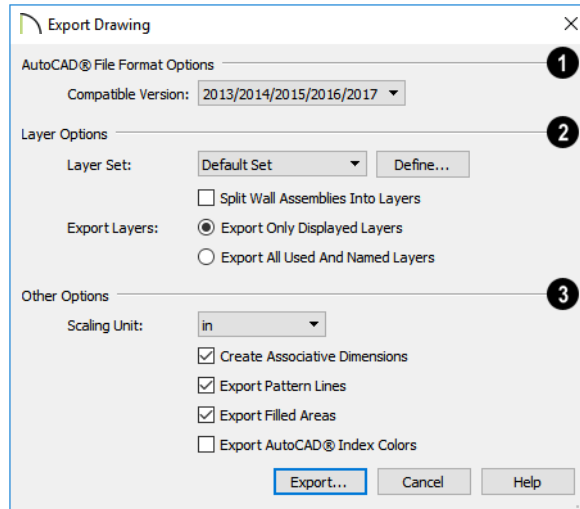 Export Drawing
AutoCAD® File Format Options 1
Compatible Version: 2013/2014/2015/2016/2017
Layer Options 2
Layer Set: Default Set Define...
Split Wall Assemblies Into Layers
Export Layers: Export Only Displayed Layers
Export All Used And Named Layers
Other Options 3
Scaling Unit: in
Create Associative Dimensions
Export Pattern Lines
Export Filled Areas
Export AutoCAD® Index Colors
Export... Cancel Help